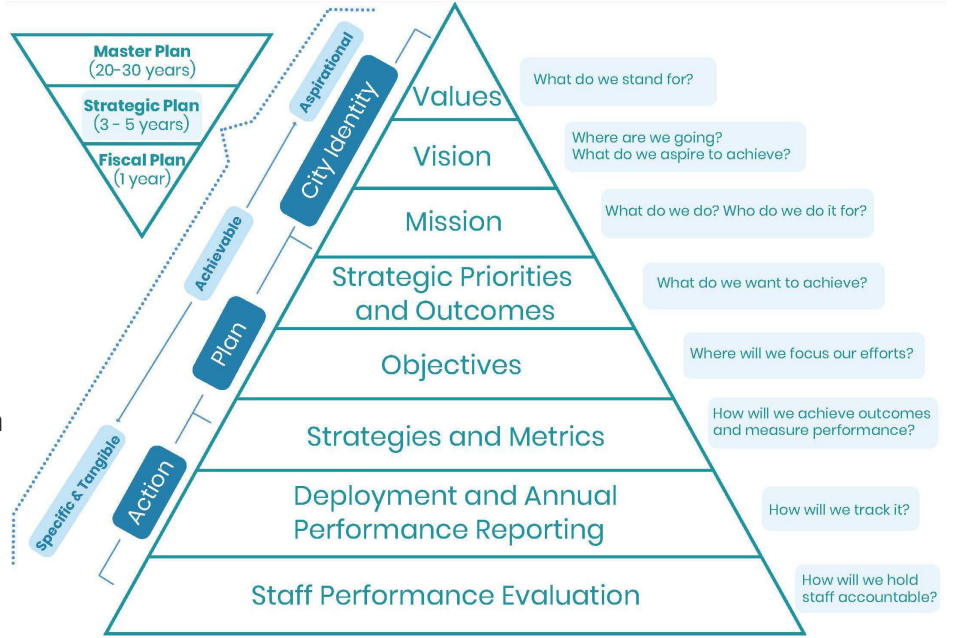 Master Plan
(20-30 years)
Strategic Plan
(3 - 5 years)
Fiscal Plan
(1 year)
Aspirational
Achievable
Specific & Tangible
City Identity
Plan
Action
Values
What do we stand for?
Vision
Where are we going?
What do we aspire to achieve?
Mission
What do we do? Who do we do it for?
Strategic Priorities
and Outcomes
What do we want to achieve?
Objectives
Where will we focus our efforts?
Strategies and Metrics
How will we achieve outcomes
and measure performance?
Deployment and Annual
Performance Reporting
How will we track it?
Staff Performance Evaluation
How will we hold
staff accountable?